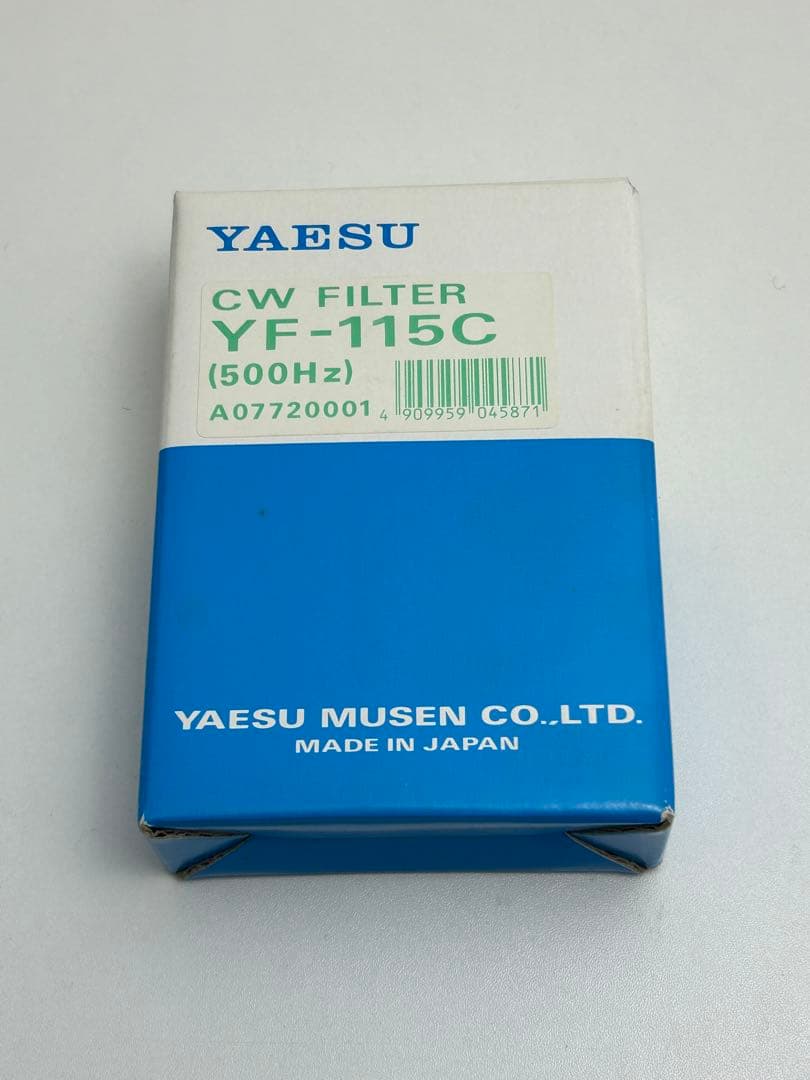 YAESU
CW FILTER
YF-115C
(500Hz)
A07720001
4 909959 045871
YAESU MUSEN CO.,LTD.
MADE IN JAPAN